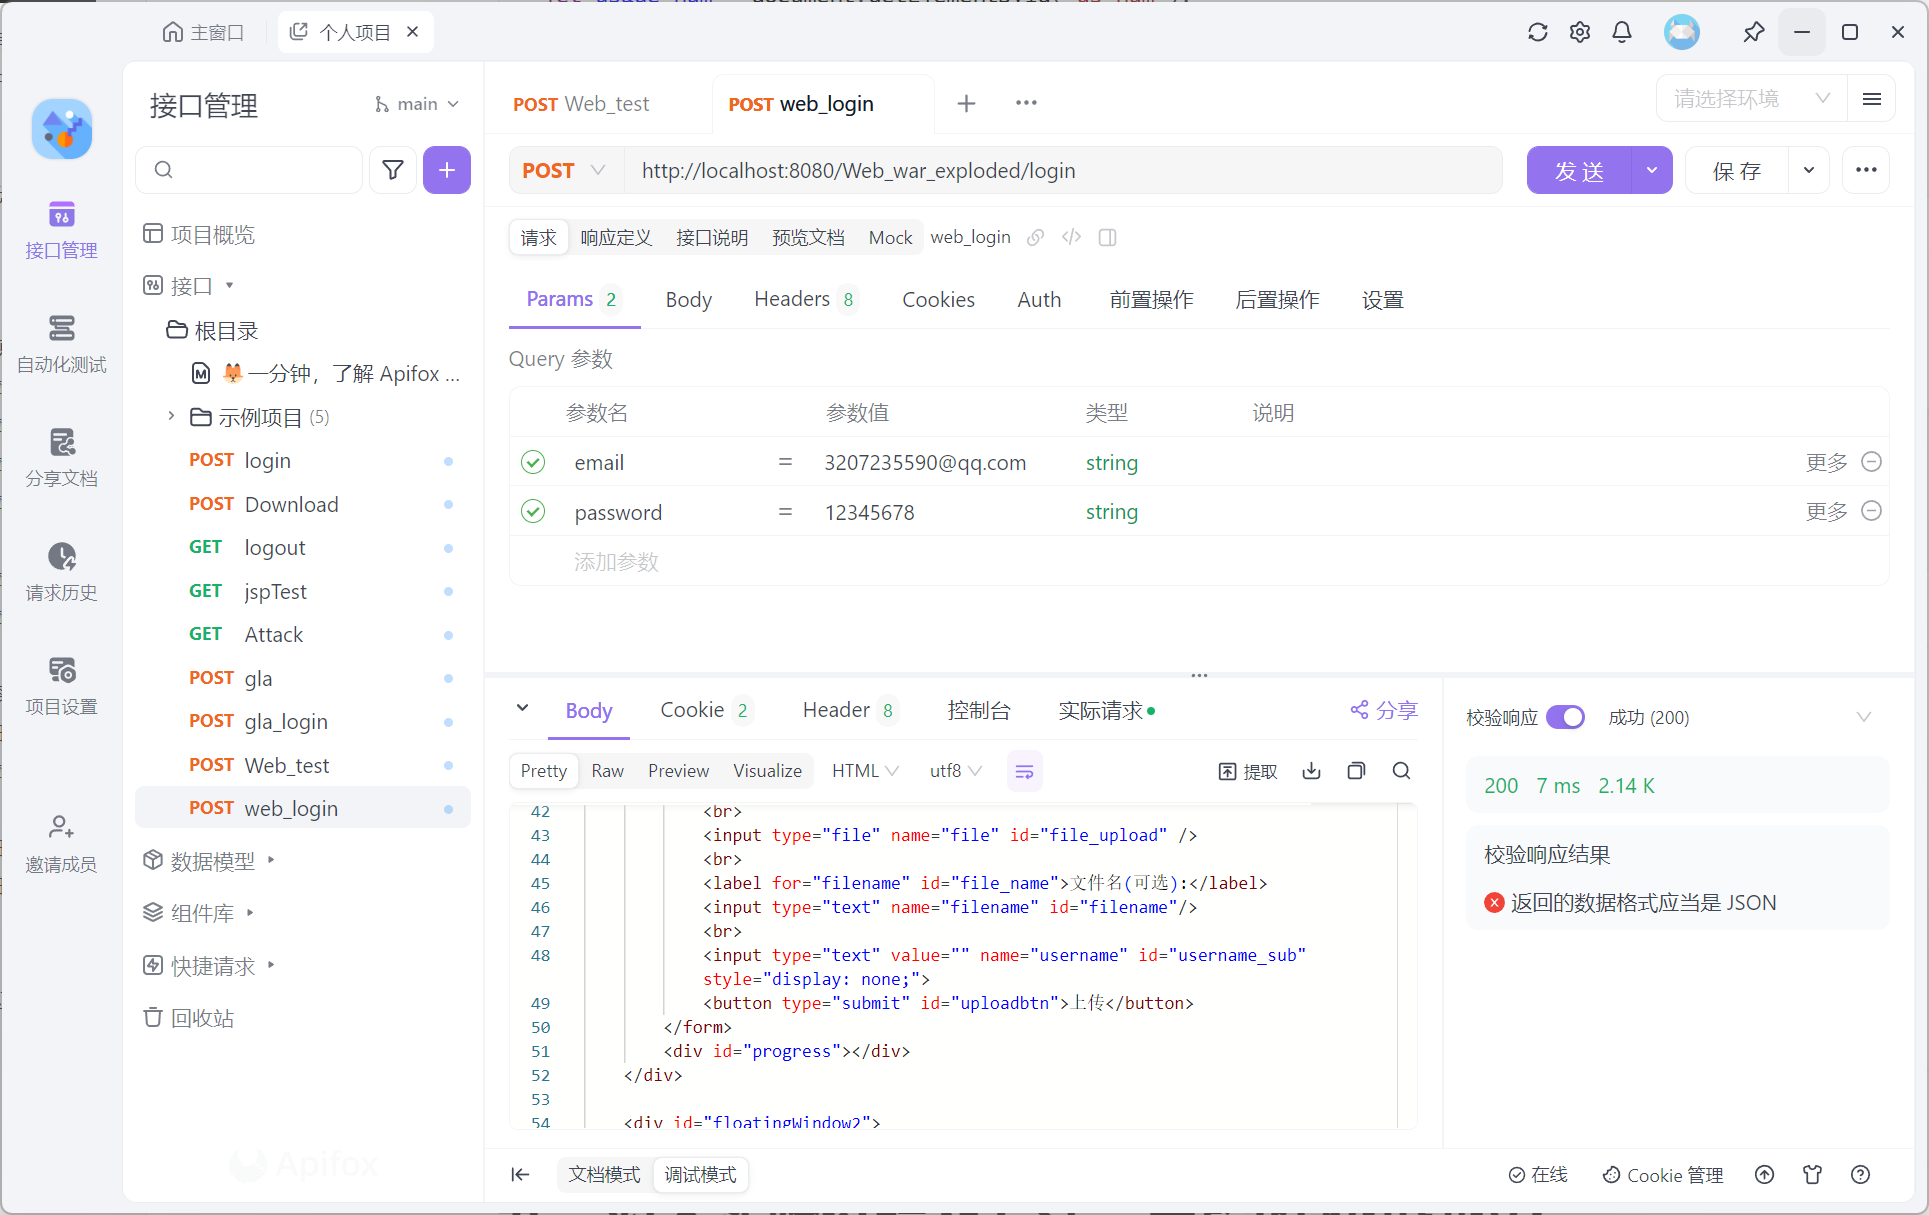 主窗口
个人项目
接口管理
main
POST Web_test
POST web_login
请选择环境
POST
http://localhost:8080/Web_war_exploded/login
发 送
保 存
接口管理
自动化测试
分享文档
请求历史
项目设置
邀请成员
项目概览
接口
根目录
一分钟，了解 Apifox ...
示例项目 (5)
POST login
POST Download
GET logout
GET jspTest
GET Attack
POST gla
POST gla_login
POST Web_test
POST web_login
数据模型
组件库
快捷请求
回收站
Apifox
请求 响应定义 接口说明 预览文档 Mock web_login
Params 2 Body Headers 8 Cookies Auth 前置操作 后置操作 设置
Query 参数
参数名 参数值 类型 说明
email = 3207235590@qq.com string 更多
password = 12345678 string 更多
添加参数
Body Cookie 2 Header 8 控制台 实际请求 分享
Pretty Raw Preview Visualize HTML utf8 提取
42 <br>
43 <input type="file" name="file" id="file_upload" />
44 <br>
45 <label for="filename" id="file_name">文件名(可选):</label>
46 <input type="text" name="filename" id="filename"/>
47 <br>
48 <input type="text" value="" name="username" id="username_sub"
style="display: none;">
49 <button type="submit" id="uploadbtn">上传</button>
50 </form>
51 <div id="progress"></div>
52 </div>
53
54 <div id="floatingWindow2">
校验响应 成功 (200)
200 7 ms 2.14 K
校验响应结果
返回的数据格式应当是 JSON
文档模式 调试模式
在线 Cookie 管理